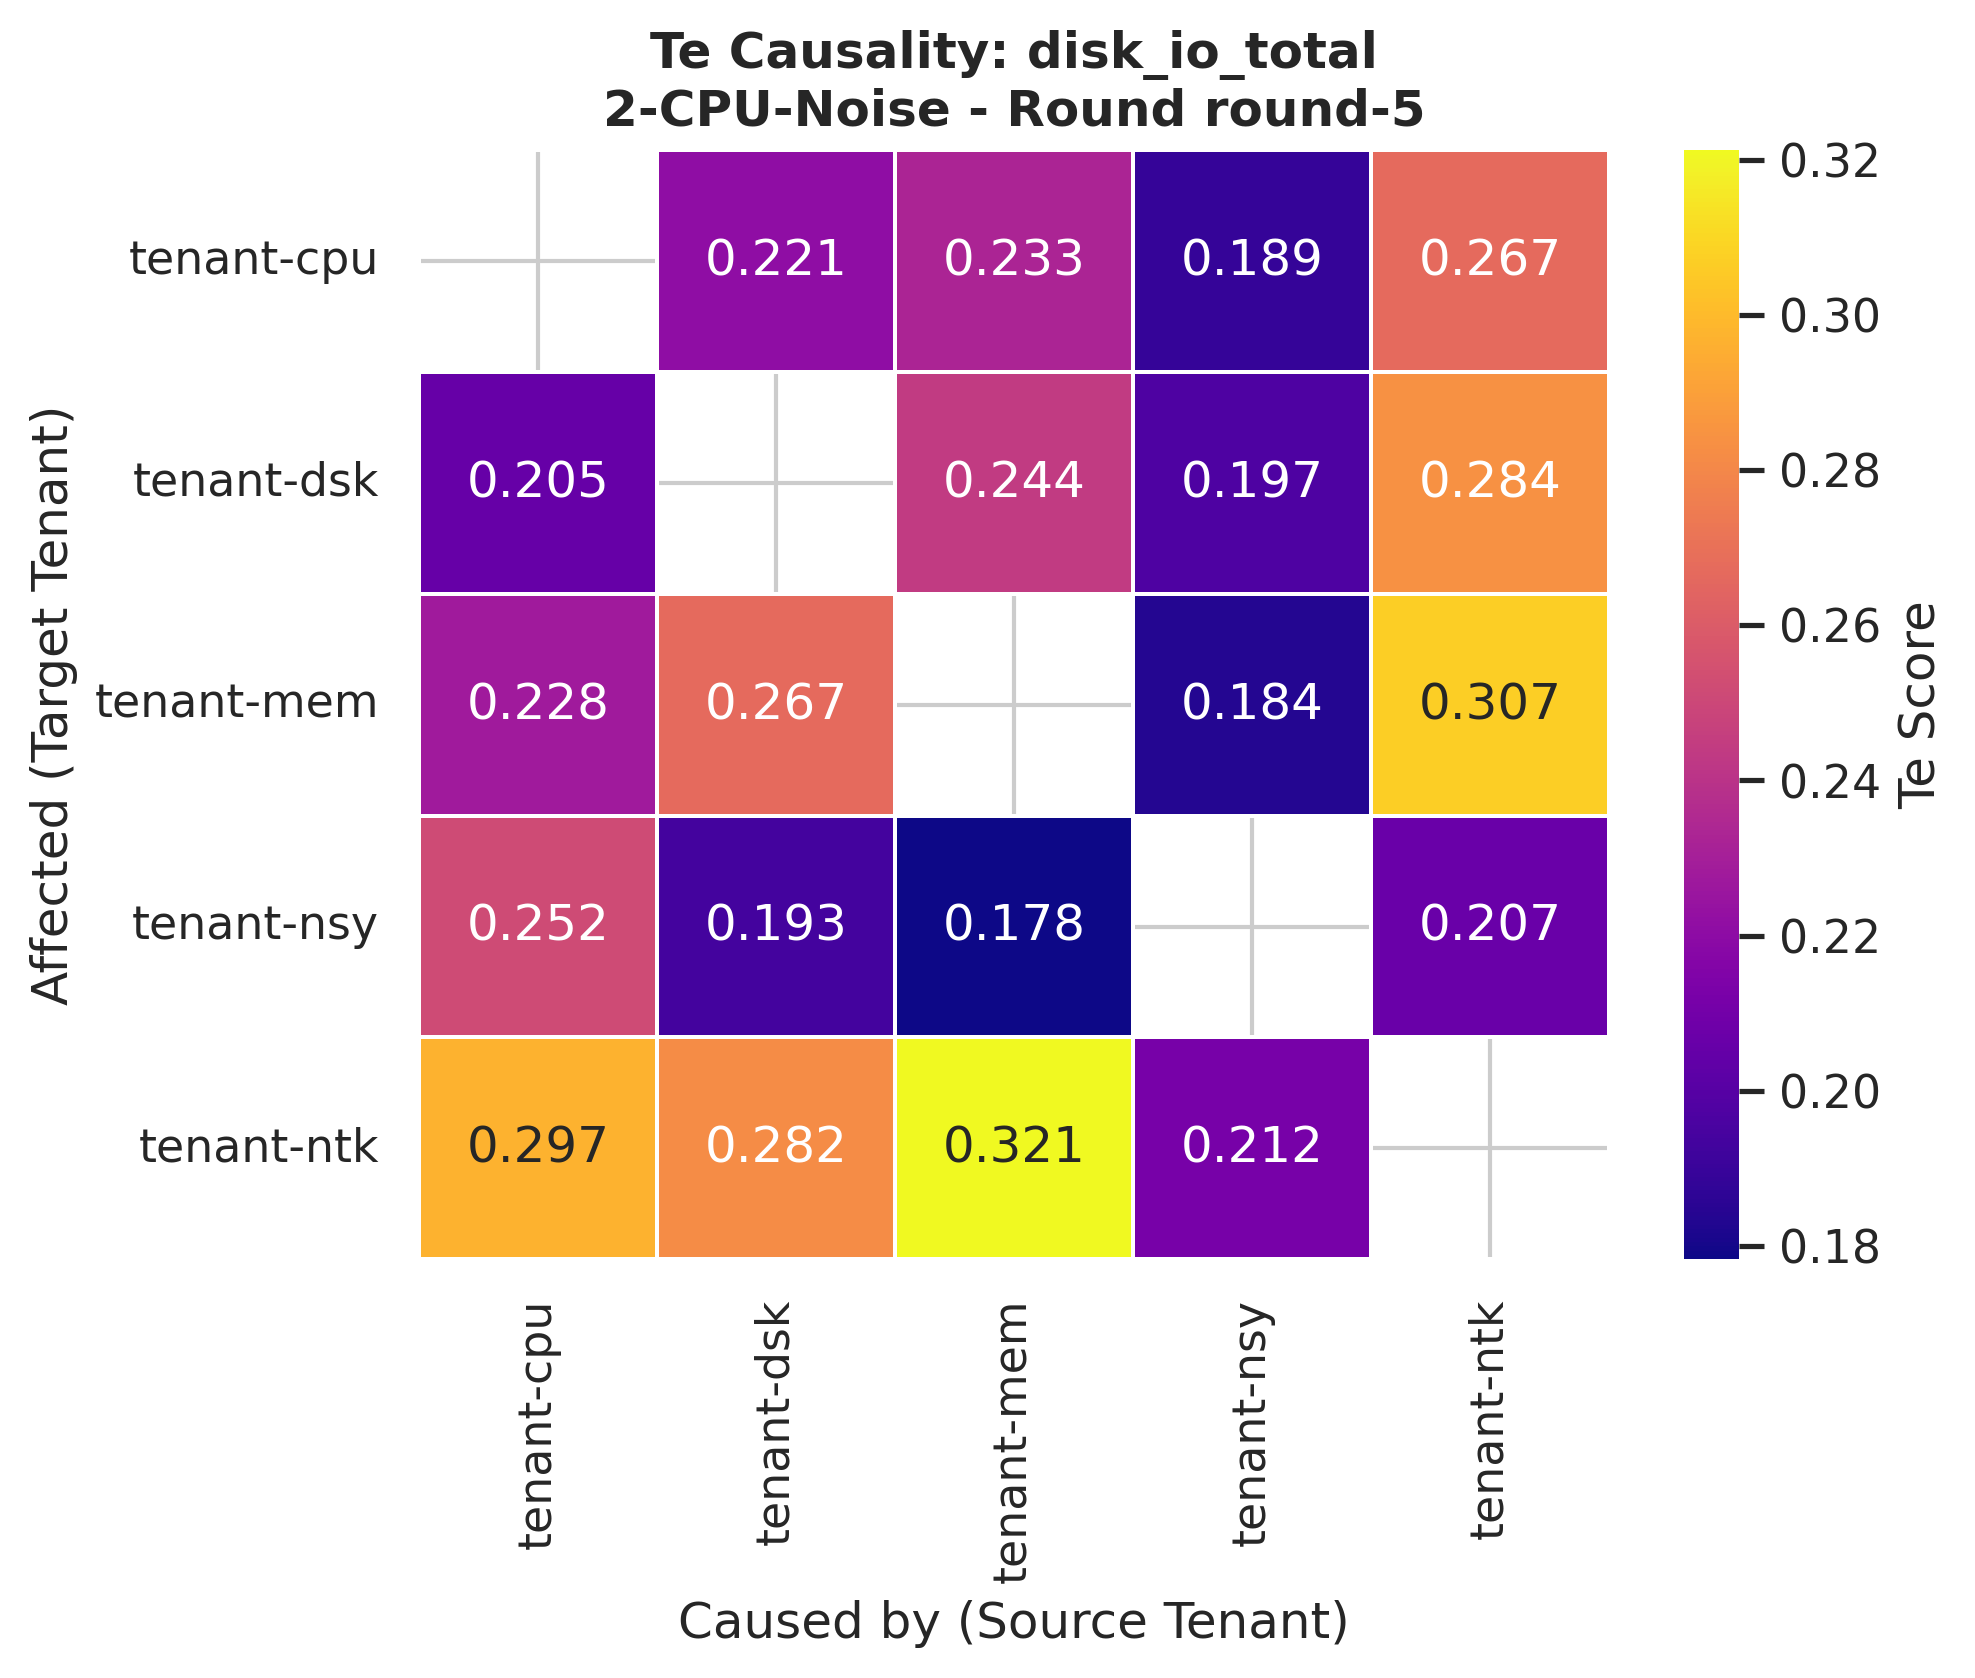 Te Causality: disk_io_total
2-CPU-Noise - Round round-5
Affected (Target Tenant)
tenant-cpu 0.221 0.233 0.189 0.267
tenant-dsk 0.205 0.244 0.197 0.284
tenant-mem 0.228 0.267 0.184 0.307
tenant-nsy 0.252 0.193 0.178 0.207
tenant-ntk 0.297 0.282 0.321 0.212
tenant-cpu
tenant-dsk
tenant-mem
tenant-nsy
tenant-ntk
Caused by (Source Tenant)
0.32
0.30
0.28
0.26
0.24
0.22
0.20
0.18
Te Score